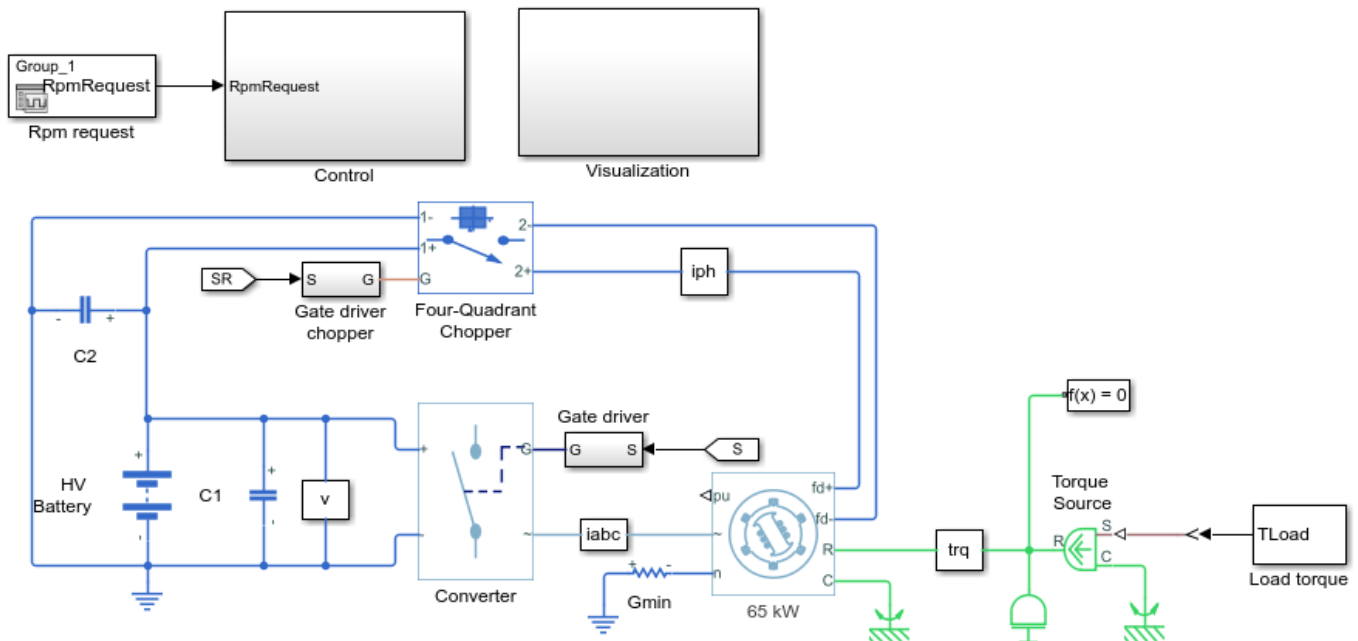 Group_1
RpmRequest
Rpm request
RpmRequest
Control
Visualization
1-
1+
G
2-
2+
Four-Quadrant
Chopper
SR
S
G
Gate driver
chopper
iph
-
+
C2
HV
Battery
+
-
C1
+
-
v
+
-
G
~
Converter
Gate driver
G
S
S
iabc
pu
~
n
fd+
fd-
R
C
65 kW
+
-
Gmin
trq
f(x) = 0
Torque
Source
R
S
C
TLoad
Load torque